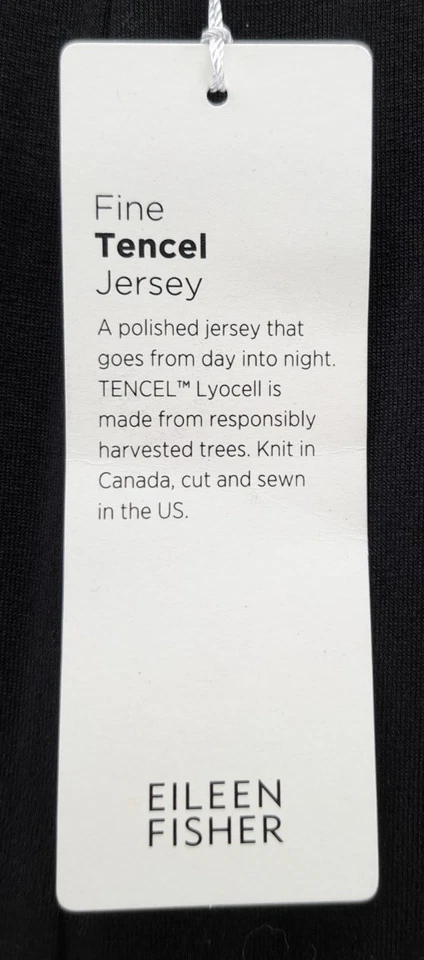 Fine
Tencel
Jersey
A polished jersey that
goes from day into night.
TENCEL™ Lyocell is
made from responsibly
harvested trees. Knit in
Canada, cut and sewn
in the US.
EILEEN
FISHER